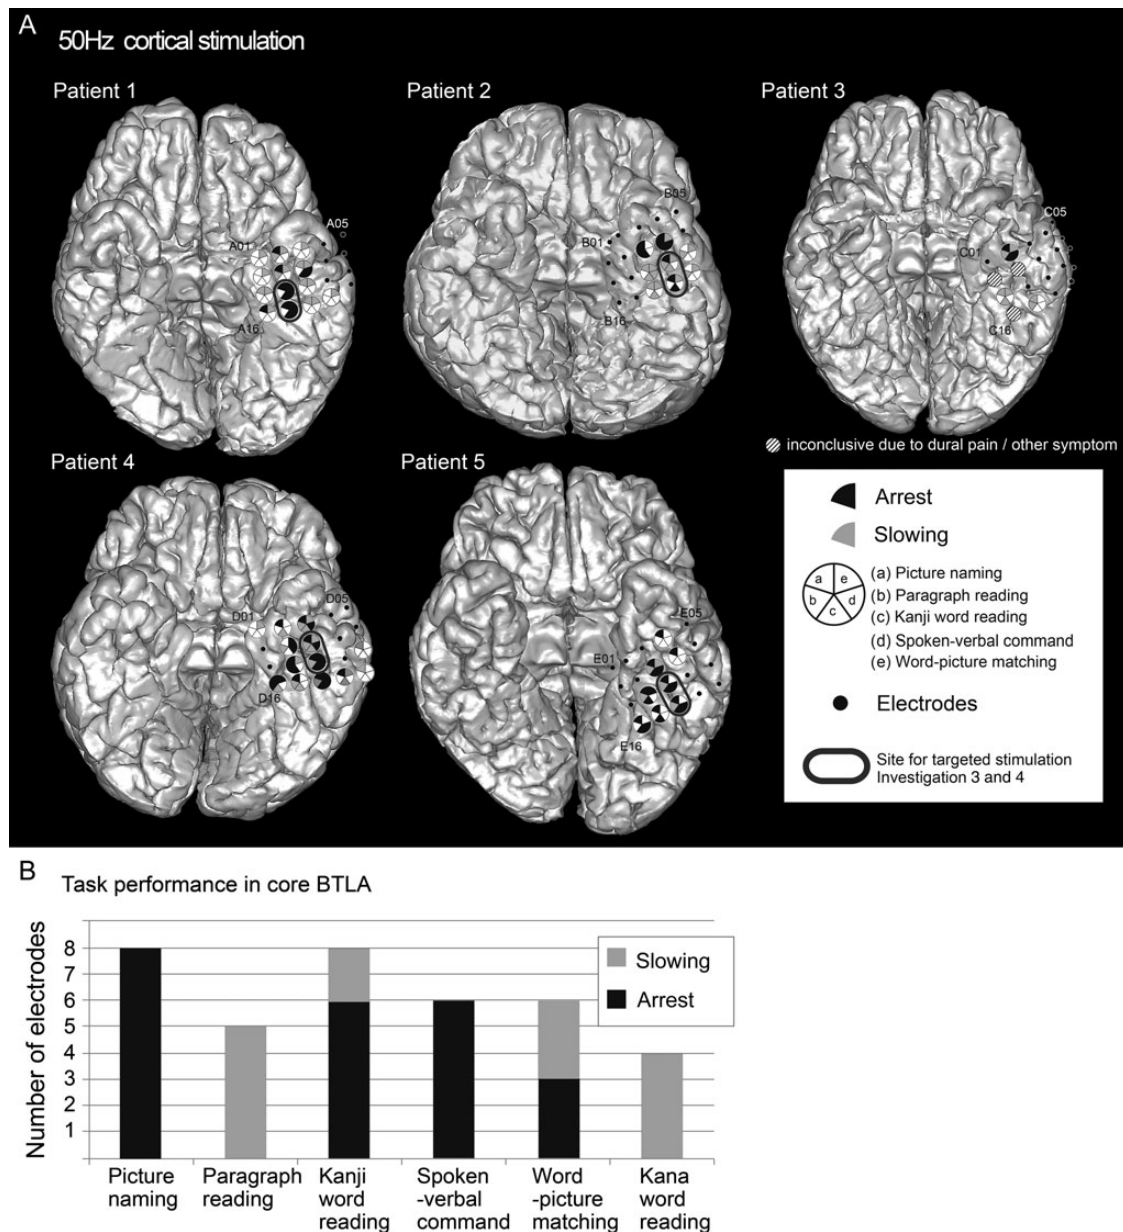 A
50Hz cortical stimulation
Patient 1
Patient 2
Patient 3
A05
A01
A16
B05
B01
B16
C05
C01
C16
inconclusive due to dural pain / other symptom
Patient 4
Patient 5
D05
D01
D16
E05
E01
E16
Arrest
Slowing
a e
b d
c
(a) Picture naming
(b) Paragraph reading
(c) Kanji word reading
(d) Spoken-verbal command
(e) Word-picture matching
Electrodes
Site for targeted stimulation
Investigation 3 and 4
B
Task performance in core BTLA
Number of electrodes
8
7
6
5
4
3
2
1
Slowing
Arrest
Picture
naming
Paragraph
reading
Kanji
word
reading
Spoken
-verbal
command
Word
-picture
matching
Kana
word
reading